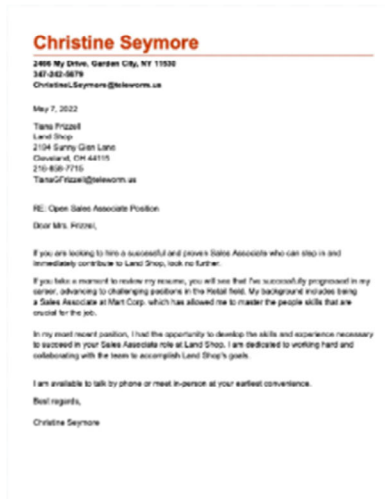 Christine Seymore
2466 My Drive, Garden City, NY 11530
347-242-5679
ChristineLSeymore@teleworm.us
May 7, 2022
Tiana Frizzell
Land Shop
2104 Sunny Glen Lane
Cleveland, OH 44115
216-856-7715
TianaGFrizzell@teleworm.us
RE: Open Sales Associate Position
Dear Mrs. Frizzel,
If you are looking to hire a successful and proven Sales Associate who can step in and
immediately contribute to Land Shop, look no further.
If you take a moment to review my resume, you will see that I've successfully progressed in my
career, advancing to challenging positions in the Retail field. My background includes being
a Sales Associate at Mart Corp. which has allowed me to master the people skills that are
crucial for the job.
In my most recent position, I had the opportunity to develop the skills and experience necessary
to succeed in your Sales Associate role at Land Shop. I am dedicated to working hard and
collaborating with the team to accomplish Land Shop's goals.
I am available to talk by phone or meet in-person at your earliest convenience.
Best regards,
Christine Seymore